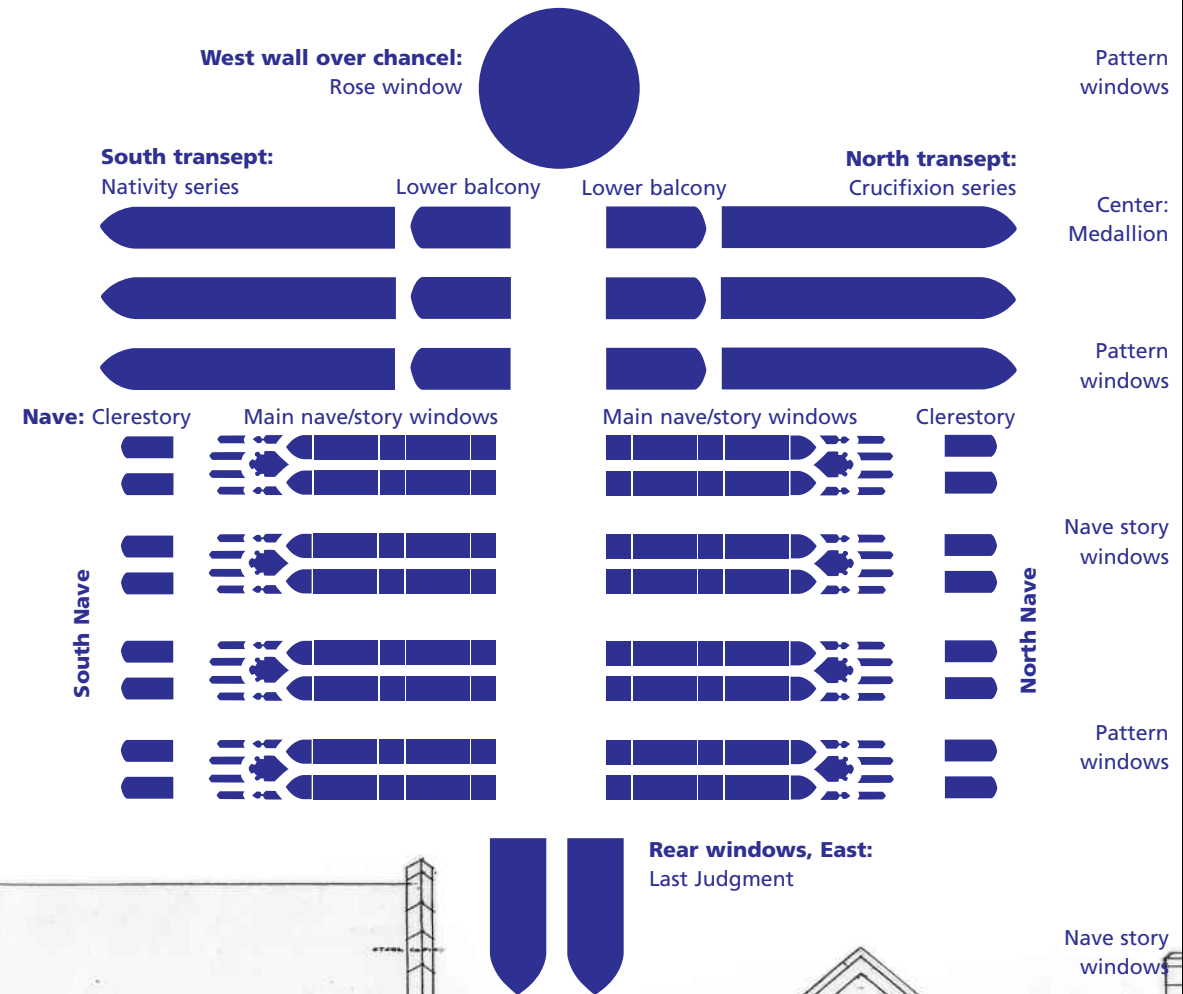 West wall over chancel:
Rose window
Pattern
windows
South transept:
Nativity series
Lower balcony
Lower balcony
North transept:
Crucifixion series
Center:
Medallion
Pattern
windows
Nave: Clerestory
Main nave/story windows
Main nave/story windows
Clerestory
South Nave
North Nave
Nave story
windows
Pattern
windows
Rear windows, East:
Last Judgment
Nave story
windows